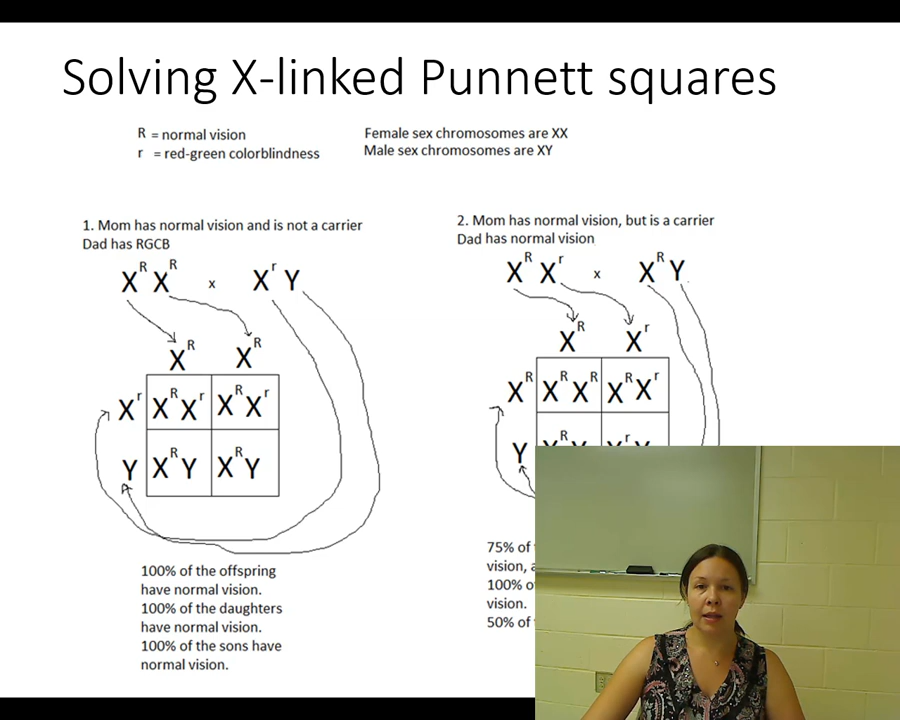 Solving X-linked Punnett squares
R = normal vision
r = red-green colorblindness
Female sex chromosomes are XX
Male sex chromosomes are XY
1. Mom has normal vision and is not a carrier
Dad has RGCB
X^R X^R x X^r Y
X^R X^R
X^r X^R X^r X^R X^r
Y X^R Y X^R Y
100% of the offspring
have normal vision.
100% of the daughters
have normal vision.
100% of the sons have
normal vision.
2. Mom has normal vision, but is a carrier
Dad has normal vision
X^R X^r x X^R Y
X^R X^r
X^R X^R X^R X^R X^r
Y
75% of
vision,
100%
vision.
50% of